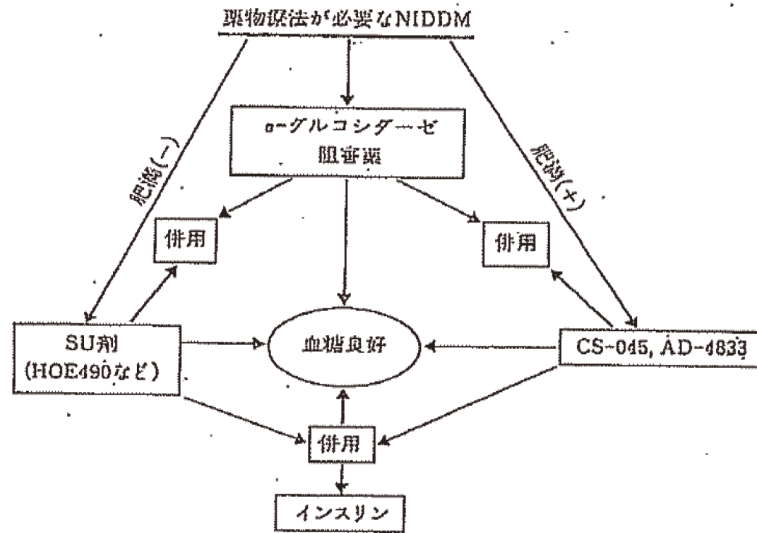 薬物療法が必要なNIDDM
α-グルコシダーゼ
阻害薬
肥満(−)
肥満(+)
併用
併用
SU剤
(HOE490など)
血糖良好
CS-045, AD-4833
併用
インスリン